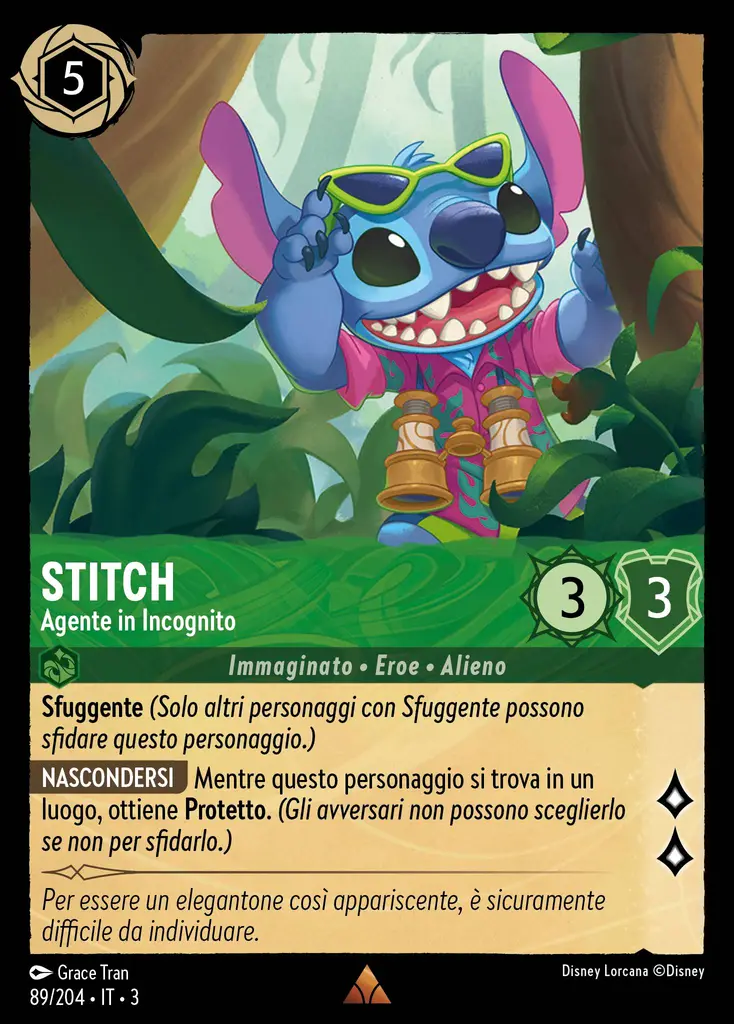 5
STITCH
Agente in Incognito
3
3
Immaginato • Eroe • Alieno
Sfuggente (Solo altri personaggi con Sfuggente possono
sfidare questo personaggio.)
NASCONDERSI Mentre questo personaggio si trova in un
luogo, ottiene Protetto. (Gli avversari non possono sceglierlo
se non per sfidarlo.)
Per essere un elegantone così appariscente, è sicuramente
difficile da individuare.
Grace Tran
Disney Lorcana ©Disney
89/204 • IT • 3